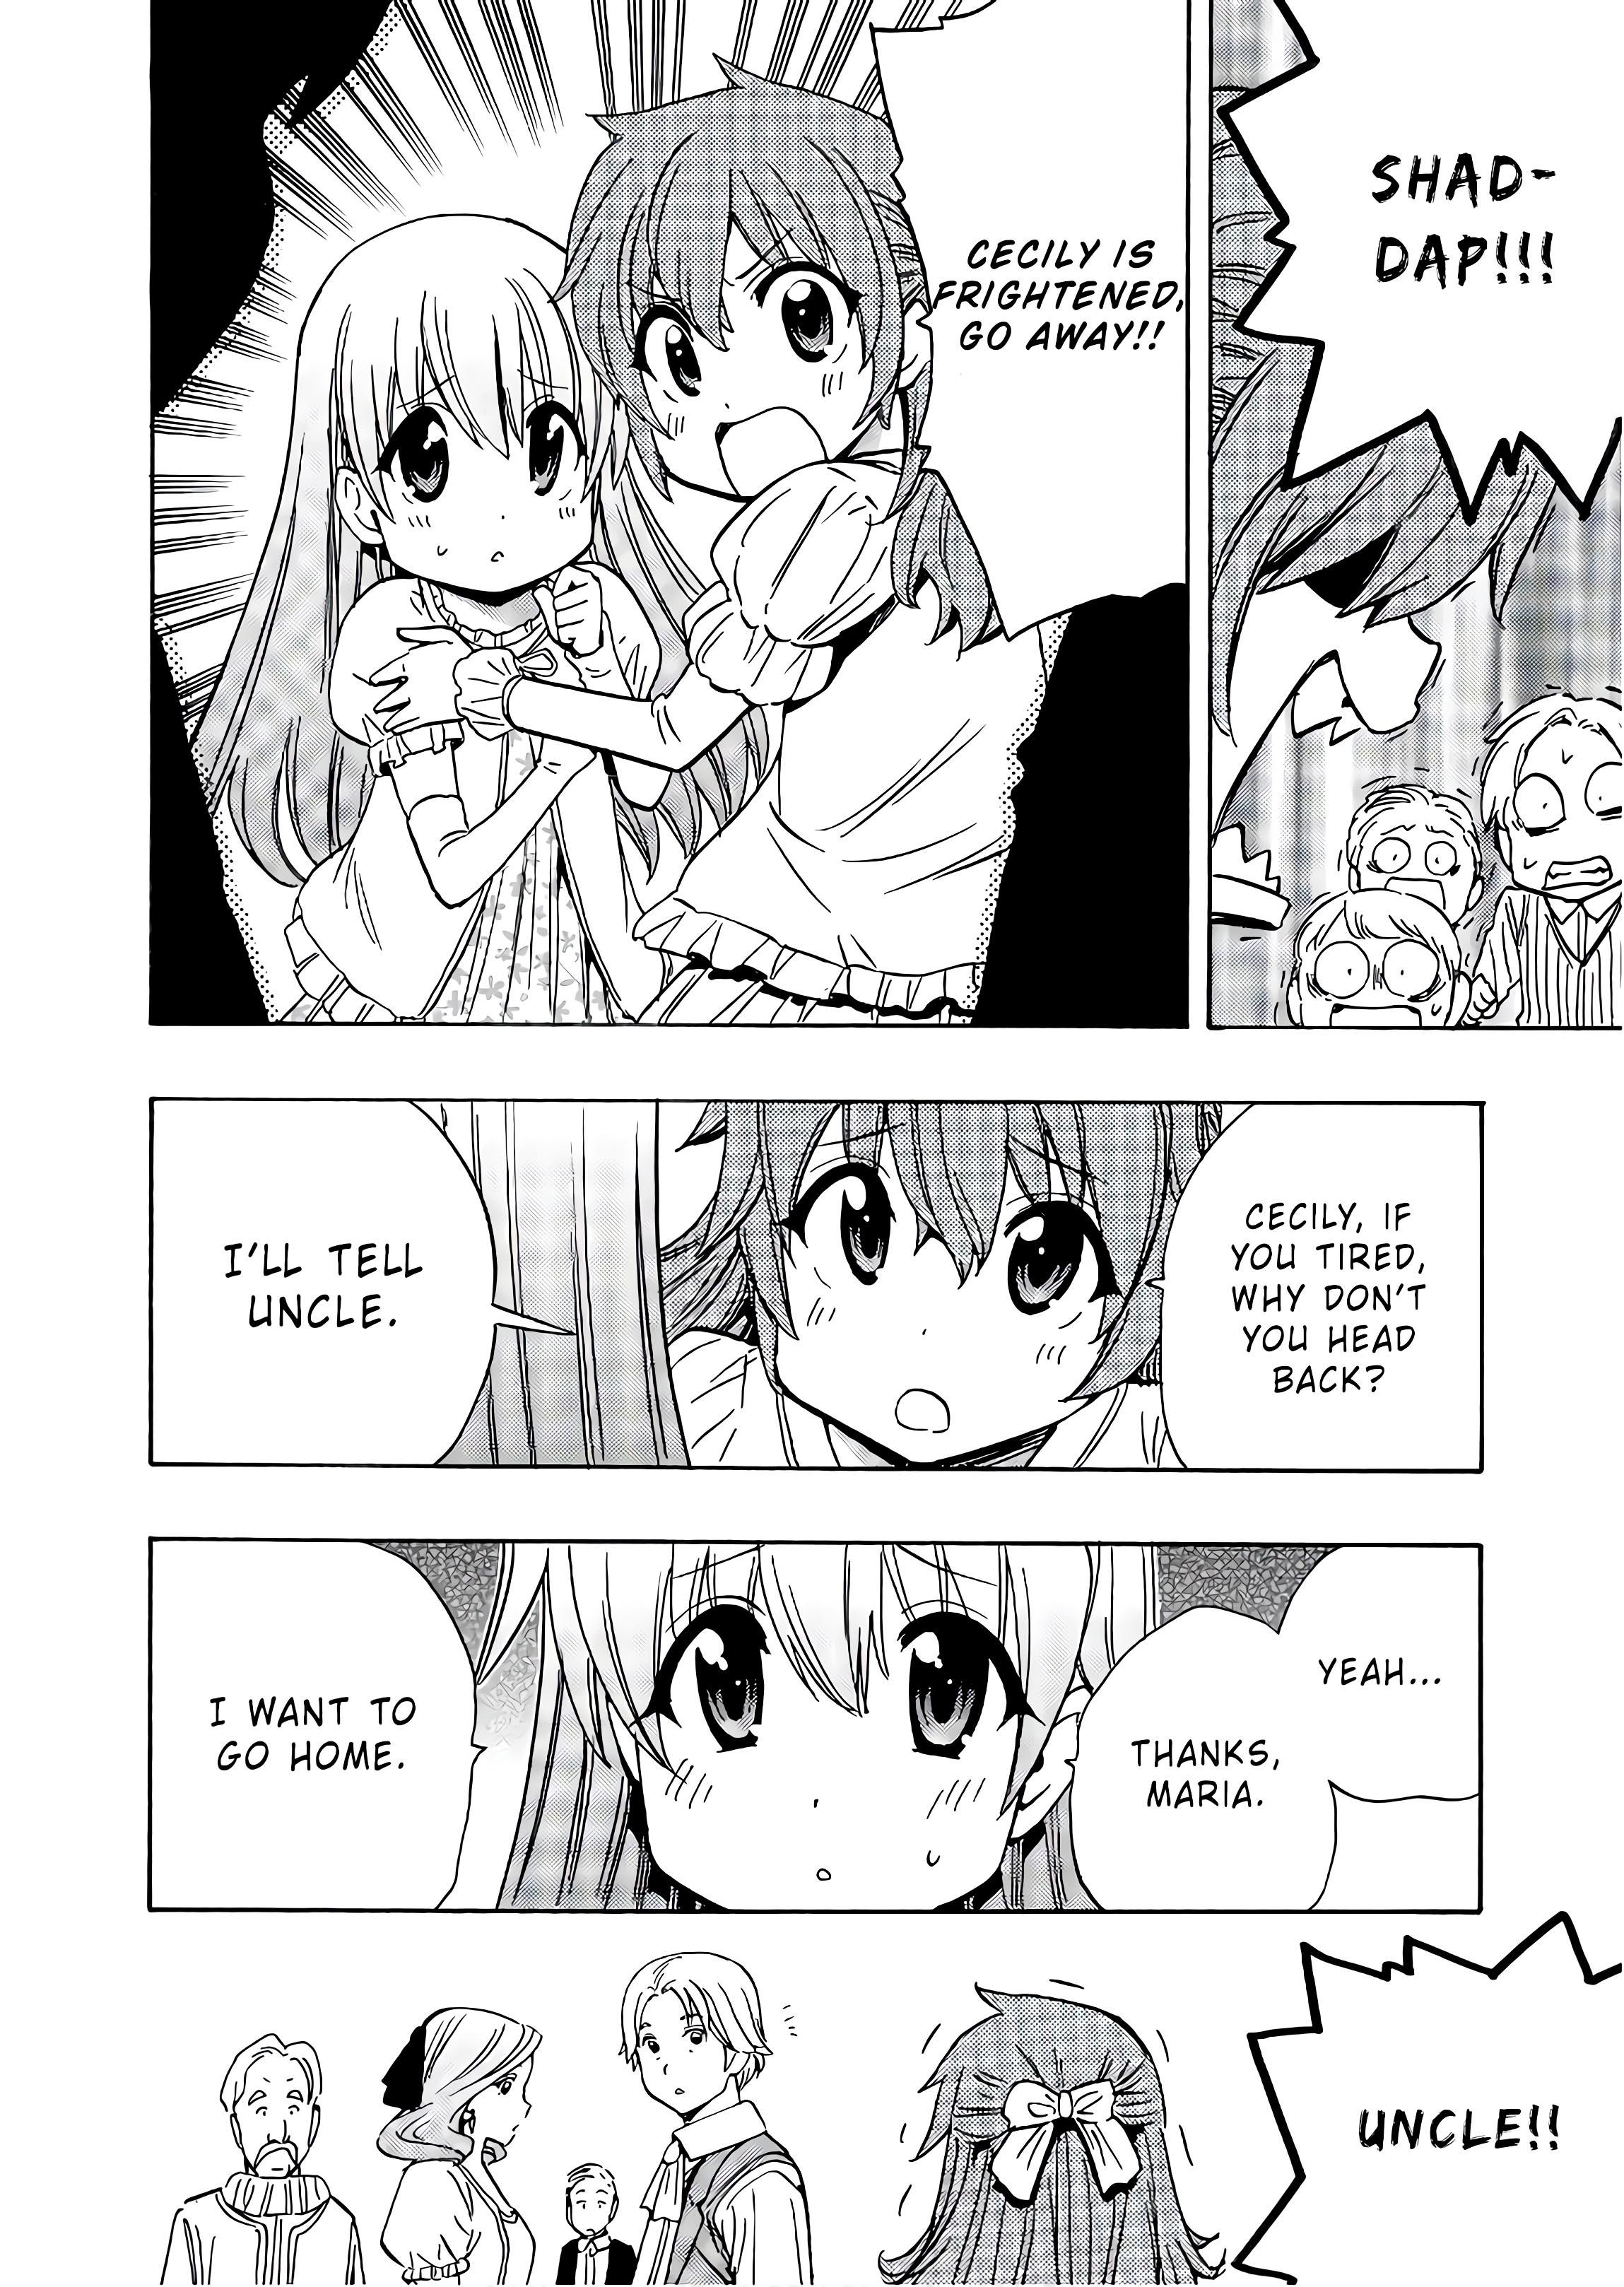 SHAD-
DAP!!!
CECILY IS
FRIGHTENED,
GO AWAY!!
CECILY, IF
YOU TIRED,
WHY DON'T
YOU HEAD
BACK?
I'LL TELL
UNCLE.
YEAH...
THANKS,
MARIA.
I WANT TO
GO HOME.
UNCLE!!